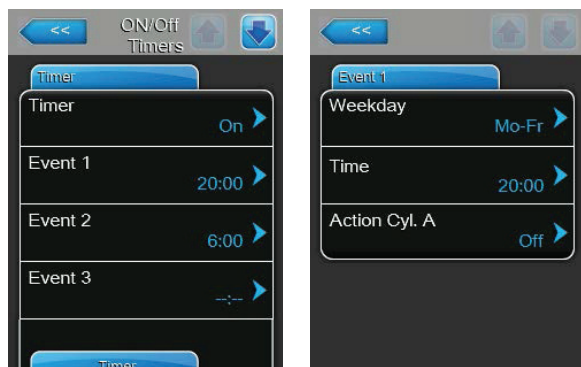 <<
ON/Off
Timers
Timer
Timer
On
Event 1
20:00
Event 2
6:00
Event 3
--:--
Timer
<<
Event 1
Weekday
Mo-Fr
Time
20:00
Action Cyl. A
Off